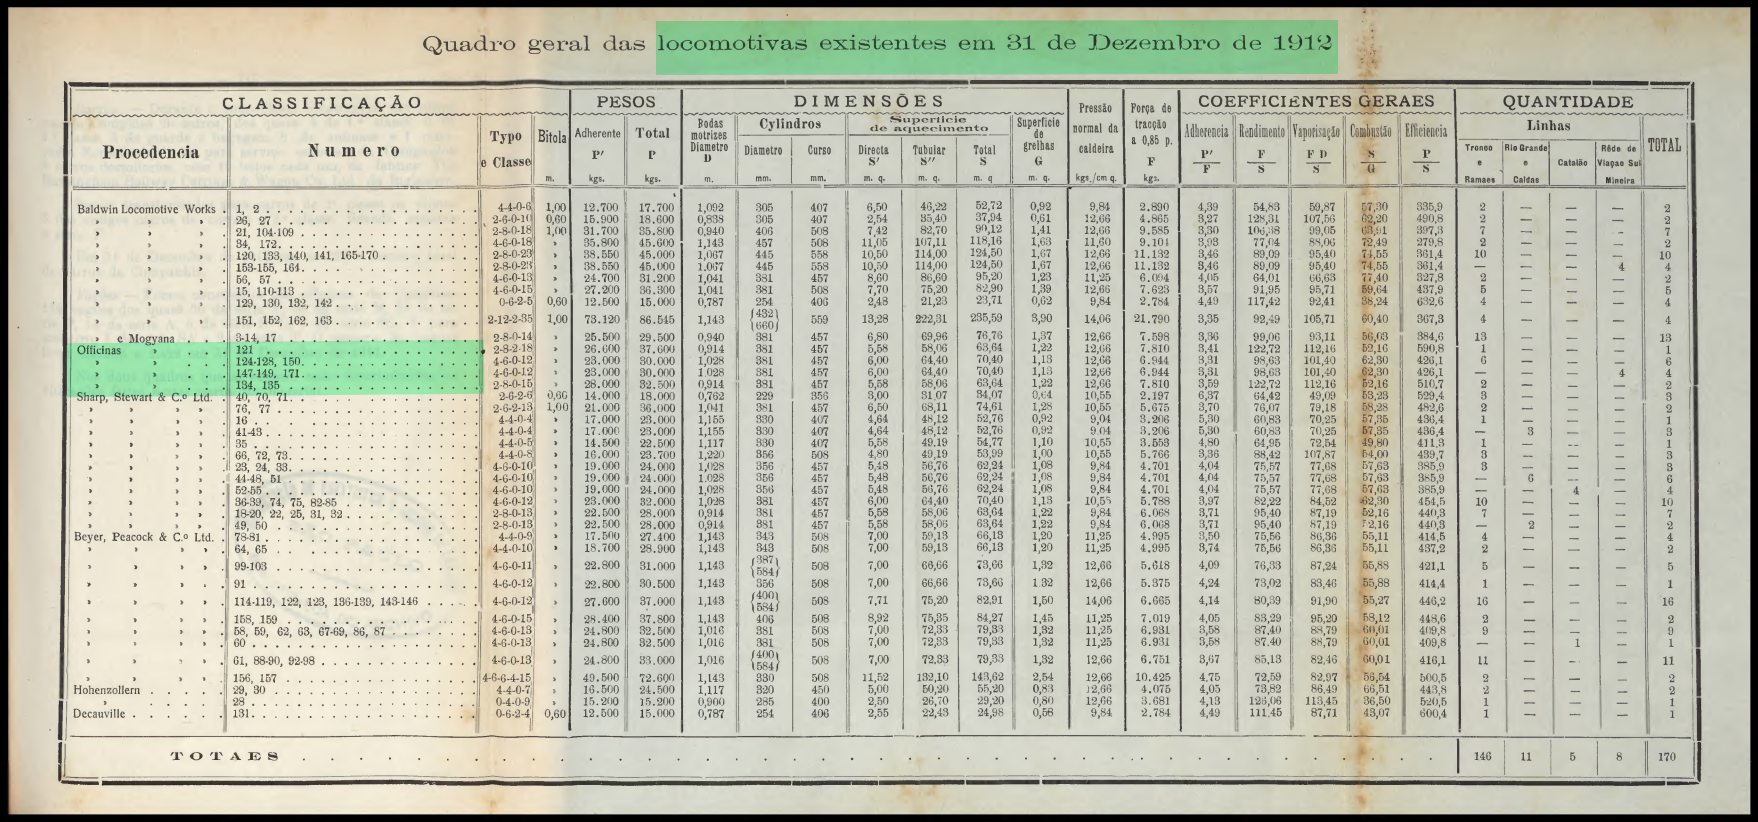 Quadro geral das locomotivas existentes em 31 de Dezembro de 1912
CLASSIFICAÇÃO PESOS DIMENSÕES COEFFICIENTES GERAES QUANTIDADE
Procedencia Numero Typo e Classe Bitola m. Adherente P' kgs. Total P kgs. Rodas motrizes Diametro D m. Cylindros Diametro mm. Curso mm. Superficie de aquecimento Directa S' m. q. Tubular S'' m. q. Total S m. q Superficie de grelhas G m. q. Pressão normal da caldeira kgs./cm q. Força de tracção a 0,85 p. F kgs. Adherencia P'/F Rendimento F/S Vaporisação F D/S Combustão S/G Efficiencia P/S Linhas Tronco e Ramaes Rio Grande e Caldas Catalão Rêde de Viaçao Sul Mineira TOTAL
Baldwin Locomotive Works 1, 2 4-4-0-6 1,00 12.700 17.700 1,092 305 407 6,50 46,22 52,72 0,92 9,84 2.890 4,39 54,83 59,87 57,30 335,9 2 — — — 2
» » » 26, 27 2-6-0-10 0,60 15.900 18.600 0,838 305 407 2,54 35,40 37,94 0,61 12,66 4.865 3,27 128,31 107,56 62,20 490,8 2 — — — 2
» » » 21, 104-109 2-8-0-18 1,00 31.700 35.800 0,940 406 508 7,42 82,70 90,12 1,41 12,66 9.585 3,30 106,38 99,05 63,91 397,3 7 — — — 7
» » » 34, 172 4-6-0-18 » 35.800 45.600 1,143 457 508 11,05 107,11 118,16 1,63 11,60 9.101 3,93 77,04 88,06 72,49 279,8 2 — — — 2
» » » 120, 133, 140, 141, 165-170 2-8-0-23 » 38.550 45.000 1,067 445 558 10,50 114,00 124,50 1,67 12,66 11.132 3,46 89,09 95,40 74,55 361,4 10 — — — 10
» » » 153-155, 164 2-8-0-23 » 38.550 45.000 1,067 445 558 10,50 114,00 124,50 1,67 12,66 11.132 3,46 89,09 95,40 74,55 361,4 — — — 4 4
» » » 56, 57 4-6-0-13 » 24.700 31.200 1,041 381 457 8,60 86,60 95,20 1,23 11,25 6.094 4,05 64,01 66,63 77,40 327,8 2 — — — 2
» » » 15, 110-113 4-6-0-15 » 27.200 36.300 1,041 381 508 7,70 75,20 82,90 1,39 12,66 7.623 3,57 91,95 95,71 59,64 437,9 5 — — — 5
» » » 129, 130, 132, 142 0-6-2-5 0,60 12.500 15.000 0,787 254 406 2,48 21,23 23,71 0,62 9,84 2.784 4,49 117,42 92,41 38,24 632,6 4 — — — 4
» » » 151, 152, 162, 163 2-12-2-35 1,00 73.120 86.545 1,143 (432) (660) 559 13,28 222,31 235,59 3,90 14,06 21.790 3,35 92,49 105,71 60,40 367,3 4 — — — 4
» e Mogyana 3-14, 17 2-8-0-14 » 25.500 29.500 0,940 381 457 6,80 69,96 76,76 1,37 12,66 7.598 3,36 99,06 93,11 56,03 384,6 13 — — — 13
Officinas » 121 2-8-2-18 » 26.600 37.600 0,914 381 457 5,58 58,06 63,64 1,22 12,66 7.810 3,41 122,72 112,16 52,16 590,8 1 — — — 1
» » 124-128, 150 4-6-0-12 » 23.000 30.000 1.028 381 457 6,00 64,40 70,40 1,13 12,66 6.944 3,31 98,63 101,40 62,30 426,1 6 — — — 6
» » 147-149, 171 4-6-0-12 » 23.000 30.000 1.028 381 457 6,00 64,40 70,40 1,13 12,66 6.944 3,31 98,63 101,40 62,30 426,1 — — — 4 4
» » 134, 135 2-8-0-15 » 28.000 32.500 0,914 381 457 5,58 58,06 63,64 1,22 12,66 7.810 3,59 122,72 112,16 52,16 510,7 2 — — — 2
Sharp, Stewart & C.º Ltd. 40, 70, 71 2-6-2-6 0,60 14.000 18.000 0,762 229 356 3,00 31,07 34,07 0,64 10,55 2.197 6,37 64,42 49,09 53,23 529,4 3 — — — 3
» » » » 76, 77 2-6-2-13 1,00 21.000 36.000 1,041 381 457 6,50 68,11 74,61 1,28 10,55 5.675 3,70 76,07 79,18 58,28 482,6 2 — — — 2
» » » » 16 4-4-0-4 » 17.000 23.000 1,155 330 407 4,64 48,12 52,76 0,92 9,04 3.206 5,30 60,83 70,25 57,35 436,4 1 — — — 1
» » » » 41-43 4-4-0-4 » 17.000 23.000 1,155 330 407 4,64 48,12 52,76 0,92 9 04 3.206 5,30 60,83 70,25 57,35 436,4 — 3 — — 3
» » » » 35 4-4-0-5 » 14.500 22.500 1,117 330 407 5,58 49,19 54,77 1,10 10,55 3.553 4,80 64,95 72,54 49,80 411,3 1 — — — 1
» » » » 66, 72, 73 4-4-0-8 » 16.000 23.700 1,220 356 508 4,80 49,19 53,99 1,00 10,55 5.766 3,36 88,42 107,87 54,00 439,7 3 — — — 3
» » » » 23, 24, 33 4-6-0-10 » 19.000 24.000 1.028 356 457 5,48 56,76 62,24 1,08 9,84 4.701 4,04 75,57 77,68 57,63 385,9 3 — — — 3
» » » » 44-48, 51 4-6-0-10 » 19.000 24.000 1.028 356 457 5,48 56,76 62,24 1,08 9,84 4.701 4,04 75,57 77,68 57,63 385,9 — 6 — — 6
» » » » 52-55 4-6-0-10 » 19,000 24.000 1,028 356 457 5,48 56,76 62,24 1,08 9,84 4.701 4,04 75,57 77,68 57,63 385,9 — — 4 — 4
» » » » 36-39, 74, 75, 82-85 4-6-0-12 » 23.000 32.000 1,028 381 457 6,00 64,40 70,40 1,13 10,55 5.788 3,97 82,22 84,52 62,30 454,5 10 — — — 10
» » » » 18-20, 22, 25, 31, 32 2-8-0-13 » 22.500 28.000 0,914 381 457 5,58 58,06 63,64 1,22 9,84 6.068 3,71 95,40 87,19 52,16 440,3 7 — — — 7
» » » » 49, 50 2-8-0-13 » 22.500 28.000 0,914 381 457 5,58 58,06 63,64 1,22 9,84 6.068 3,71 95,40 87,19 52,16 440,3 — 2 — — 2
Beyer, Peacock & C.º Ltd. 78-81 4-4-0-9 » 17.500 27.400 1,143 343 508 7,00 59,13 66,13 1,20 11,25 4.995 3,50 75,56 86,36 55,11 414,5 4 — — — 4
» » » » 64, 65 4-4-0-10 » 18.700 28.900 1,143 343 508 7,00 59,13 66,13 1,20 11,25 4.995 3,74 75,56 86,36 55,11 437,2 2 — — — 2
» » » » 99-103 4-6-0-11 » 22.800 31.000 1,143 (387) (584) 508 7,00 66,66 73,66 1,32 12,66 5.618 4,09 76,33 87,24 55,88 421,1 5 — — — 5
» » » » 91 4-6-0-12 » 22.800 30.500 1,143 356 508 7,00 66,66 73,66 1 32 12,66 5.375 4,24 73,02 83,46 55,88 414,4 1 — — — 1
» » » » 114-119, 122, 123, 136-139, 143-146 4-6-0-12 » 27.600 37.000 1,143 (400) (584) 508 7,71 75,20 82,91 1,50 14,06 6.665 4,14 80,39 91,90 55,27 446,2 16 — — — 16
» » » » 158, 159 4-6-0-15 » 28.400 37.800 1,143 406 508 8,92 75,35 84,27 1,45 11,25 7.019 4,05 83,29 95,20 58,12 448,6 2 — — — 2
» » » » 58, 59, 62, 63, 67-69, 86, 87 4-6-0-13 » 24.800 32.500 1,016 381 508 7,00 72,33 79,33 1,32 11,25 6.931 3,58 87,40 88,79 60,01 409,8 9 — — — 9
» » » » 60 4-6-0-13 » 24.800 32.500 1,016 381 508 7,00 72,33 79,33 1,32 11,25 6.931 3,58 87.40 88,79 60,01 409,8 — — 1 — 1
» » » » 61, 88-90, 92-98 4-6-0-13 » 24.800 33,000 1,016 (400) (584) 508 7,00 72,33 79,33 1,32 12,66 6.751 3,67 85,13 82,46 60,01 416,1 11 — — — 11
» » » » 156, 157 4-6-6-4-15 » 49.500 72.600 1,143 330 508 11,52 132,10 143,62 2,54 12,66 10.425 4,75 72,59 82,97 56,54 500,5 2 — — — 2
Hohenzollern 29, 30 4-4-0-7 » 16.500 24.500 1,117 320 450 5,00 50,20 55,20 0,83 12,66 4.075 4,05 73,82 86,49 66,51 443,8 2 — — — 2
» 28 0-4-0-9 » 15.200 15,200 0,900 285 400 2,50 26,70 29,20 0,80 12,66 3.681 4,13 126,06 113,45 36,50 520,5 1 — — — 1
Decauville 131 0-6-2-4 0,60 12.500 15.000 0,787 254 406 2,55 22,43 24,98 0,58 9,84 2.784 4,49 111.45 87,71 43,07 600,4 1 — — — 1
TOTAES 146 11 5 8 170